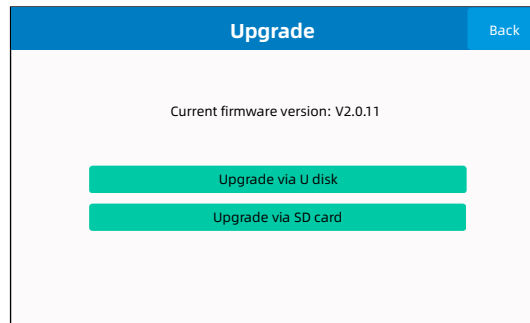 Upgrade
Back
Current firmware version: V2.0.11
Upgrade via U disk
Upgrade via SD card